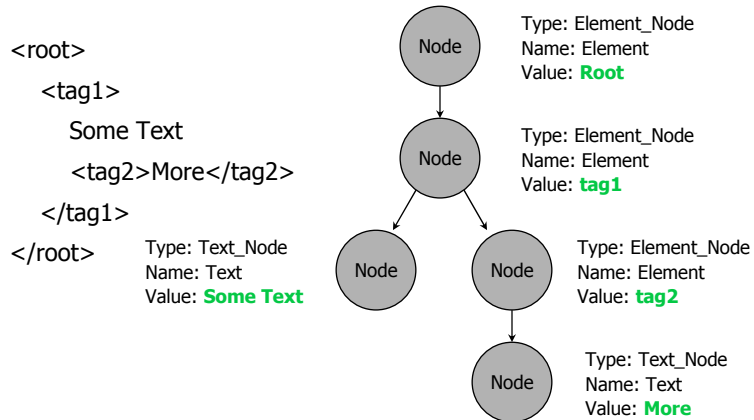 <root>
<tag1>
Some Text
<tag2>More</tag2>
</tag1>
</root>
Node
Type: Element_Node
Name: Element
Value: Root
Node
Type: Element_Node
Name: Element
Value: tag1
Type: Text_Node
Name: Text
Value: Some Text
Node
Node
Type: Element_Node
Name: Element
Value: tag2
Node
Type: Text_Node
Name: Text
Value: More